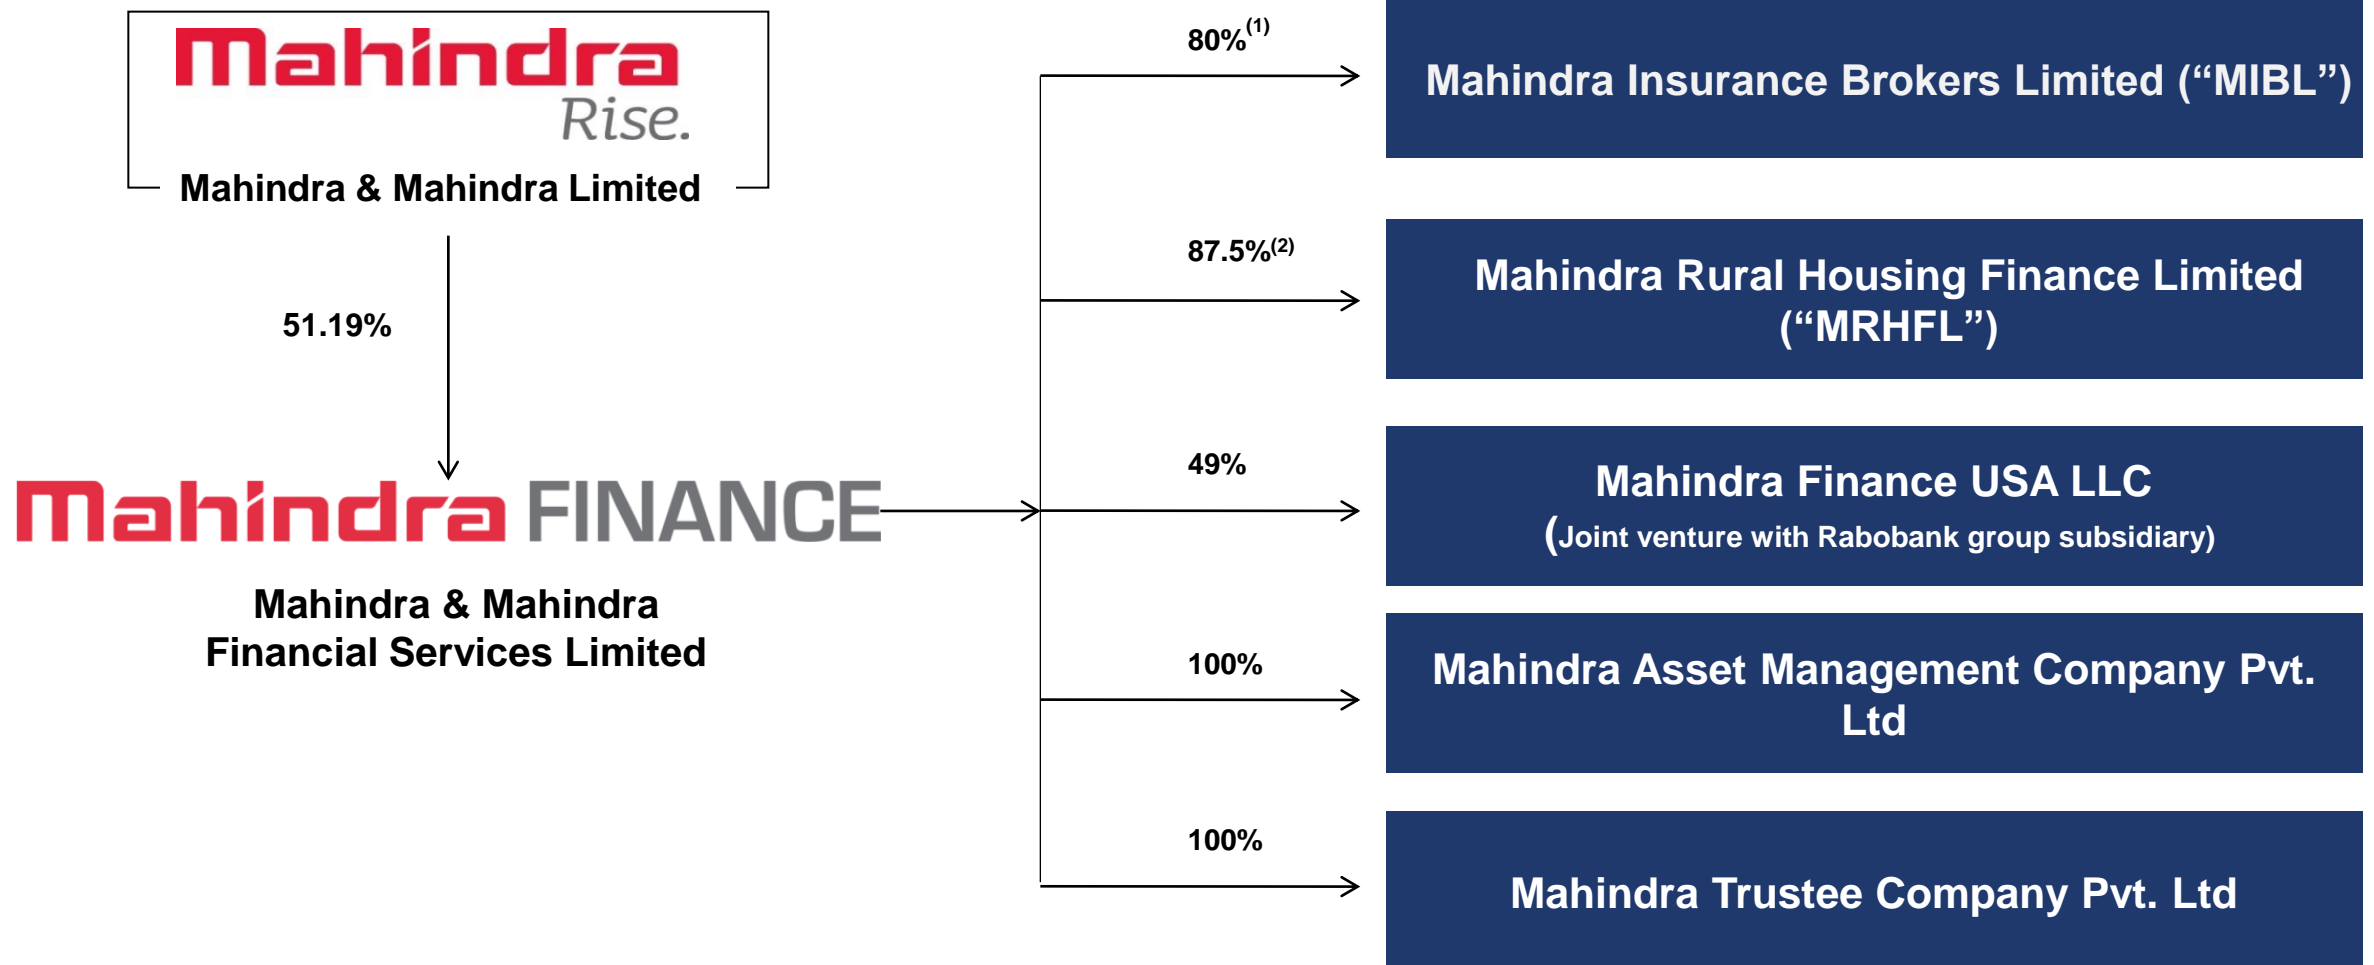 Mahindra
Rise.
Mahindra & Mahindra Limited
51.19%
Mahindra FINANCE
Mahindra & Mahindra
Financial Services Limited
80%(1)
Mahindra Insurance Brokers Limited (“MIBL”)
87.5%(2)
Mahindra Rural Housing Finance Limited
(“MRHFL”)
49%
Mahindra Finance USA LLC
(Joint venture with Rabobank group subsidiary)
100%
Mahindra Asset Management Company Pvt.
Ltd
100%
Mahindra Trustee Company Pvt. Ltd